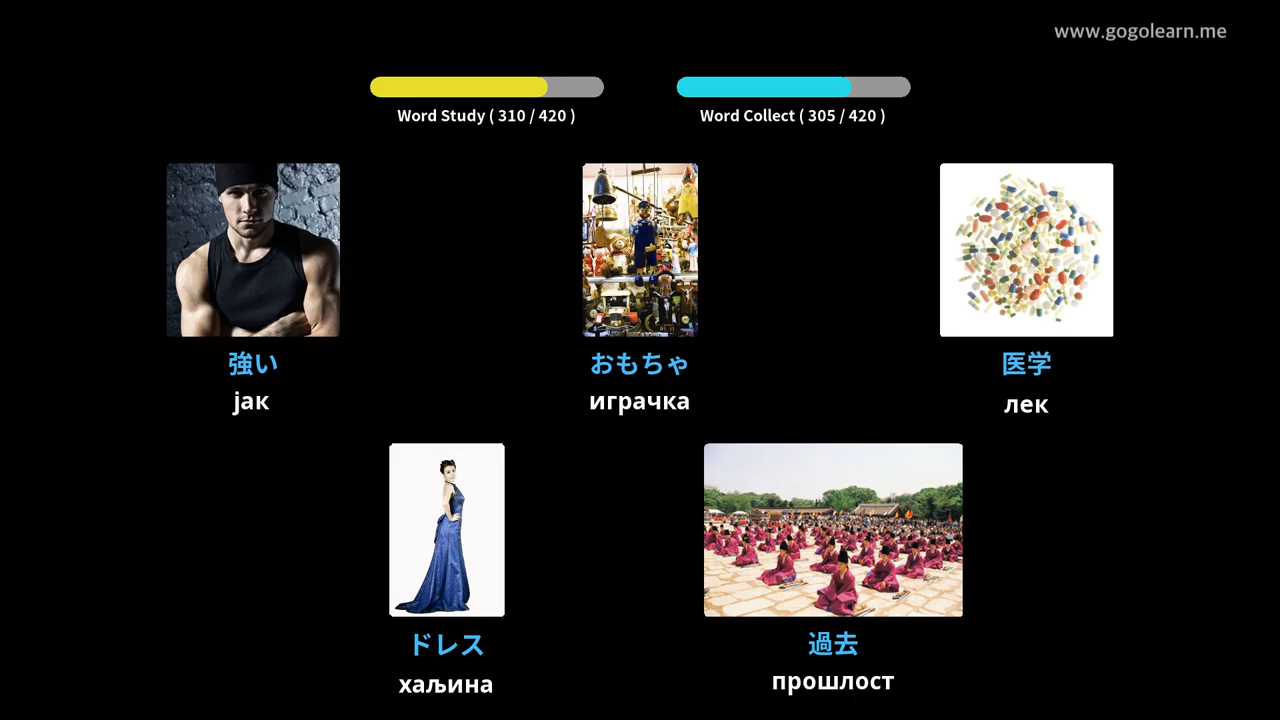 www.gogolearn.me
Word Study ( 310 / 420 )
Word Collect ( 305 / 420 )
強い
おもちゃ
医学
јак
играчка
лек
ドレス
過去
хаљина
прошлост